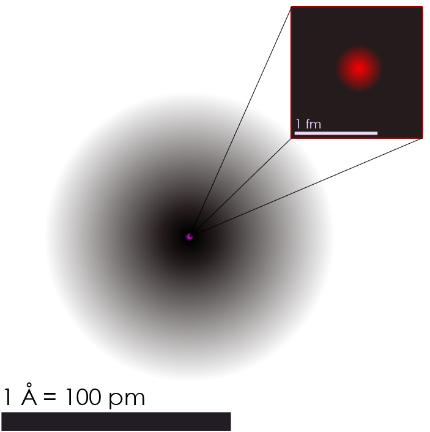 1 fm
1 Å = 100 pm